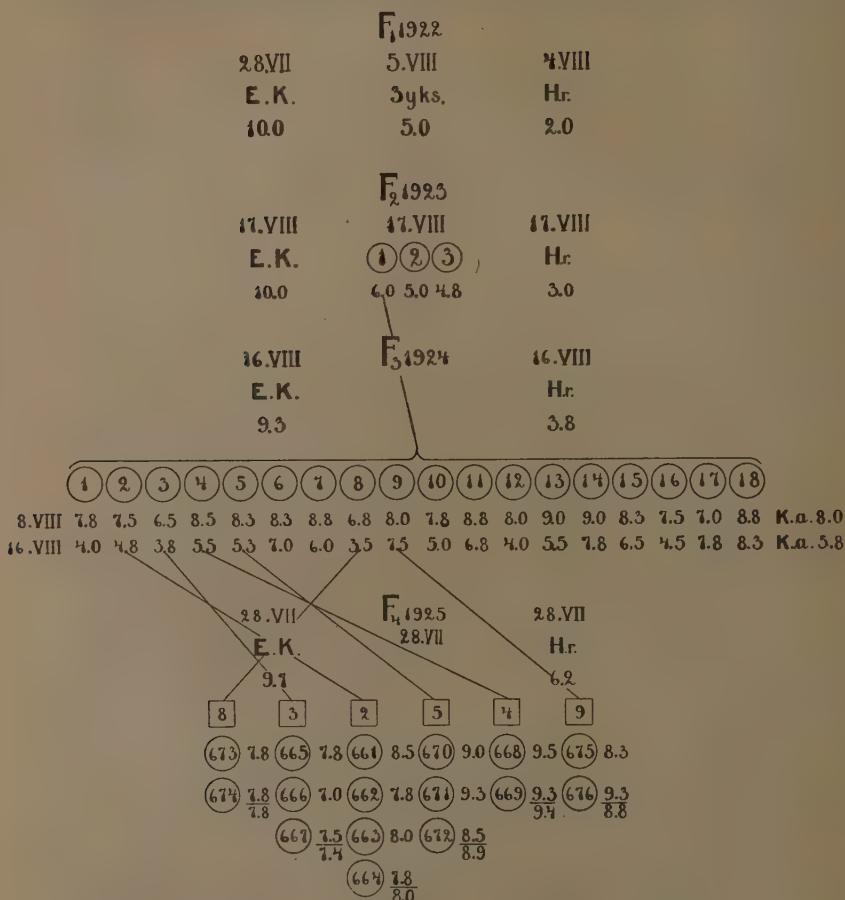 F₁ 1922
28.VII 5.VIII 4.VIII
E.K. 3yks. Hr.
10.0 5.0 2.0
F₂ 1923
17.VIII 17.VIII 17.VIII
E.K. 1 2 3 Hr.
10.0 6.0 5.0 4.8 3.0
16.VIII F₃ 1924 16.VIII
E.K. Hr.
9.3 3.8
1 2 3 4 5 6 7 8 9 10 11 12 13 14 15 16 17 18
8.VIII 7.8 7.5 6.5 8.5 8.3 8.3 8.8 6.8 8.0 7.8 8.8 8.0 9.0 9.0 8.3 7.5 7.0 8.8 K.a. 8.0
16.VIII 4.0 4.8 3.8 5.5 5.3 7.0 6.0 3.5 7.5 5.0 6.8 4.0 5.5 7.8 6.5 4.5 7.8 8.3 K.a. 5.8
28.VII F₄ 1925 28.VII
28.VII
E.K. Hr.
9.7 6.2
8 3 2 5 4 9
673 7.8 665 7.8 661 8.5 670 9.0 668 9.5 675 8.3
674 7.8 666 7.0 662 7.8 671 9.3 669 9.3 676 9.3
7.8 9.4 8.8
667 7.5 663 8.0 672 8.5
7.4 8.9
664 7.8
8.0